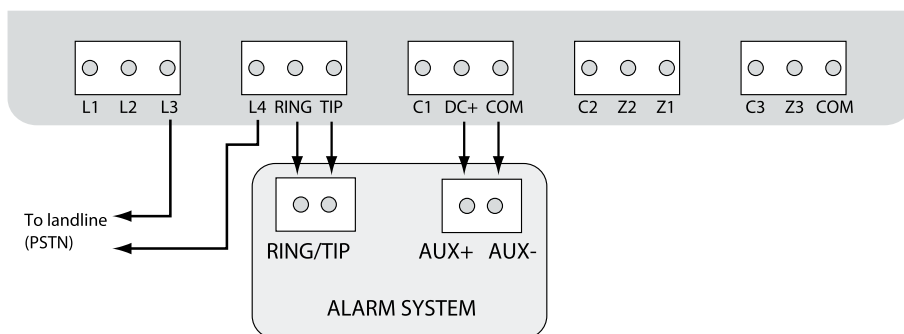 L1 L2 L3 L4 RING TIP C1 DC+ COM C2 Z2 Z1 C3 Z3 COM
To landline
(PSTN)
RING/TIP AUX+ AUX-
ALARM SYSTEM